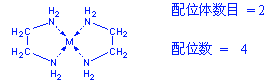 H₂ H₂
N N 配位体数目 = 2
H₂C CH₂
M
H₂C CH₂ 配位数 = 4
N N
H₂ H₂